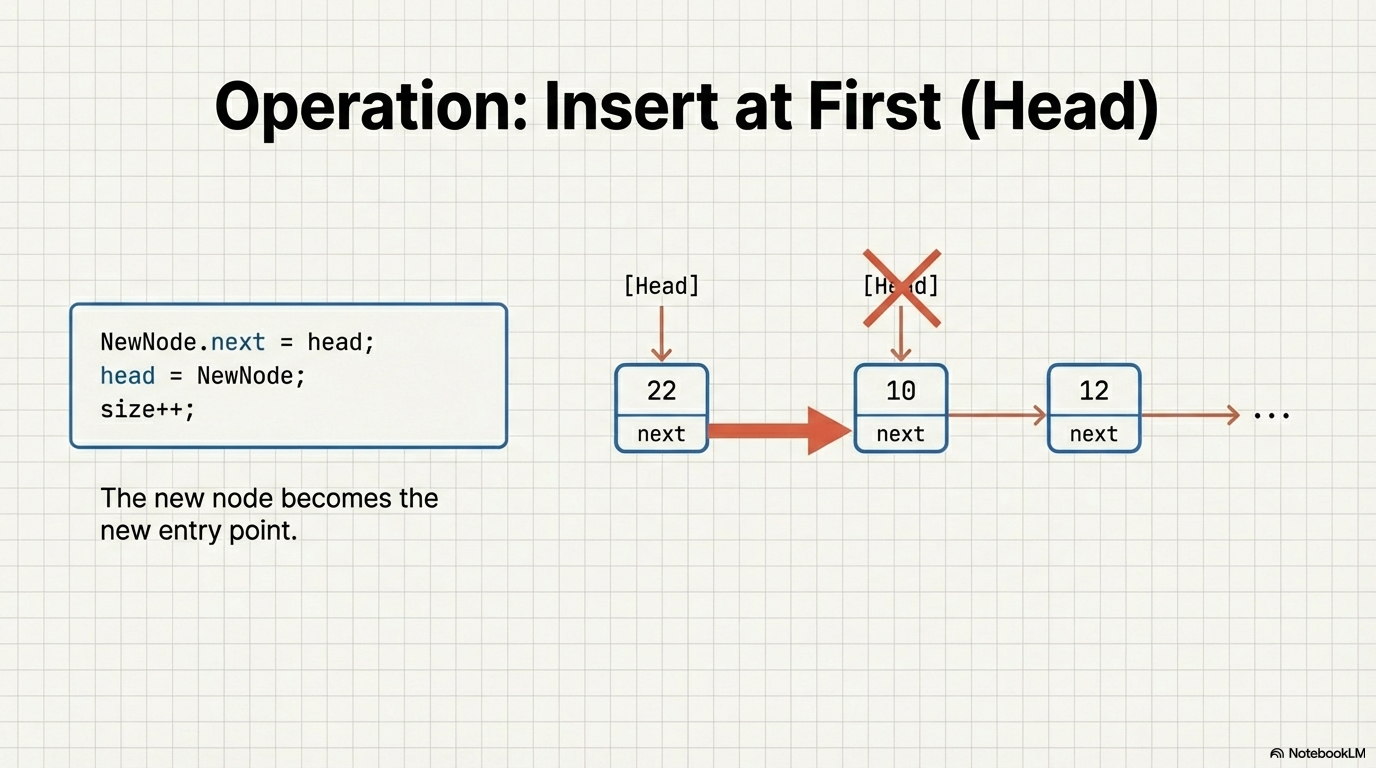 Operation: Insert at First (Head)
NewNode.next = head;
head = NewNode;
size++;
The new node becomes the
new entry point.
[Head]
[Head]
22
next
10
next
12
next
...
NotebookLM